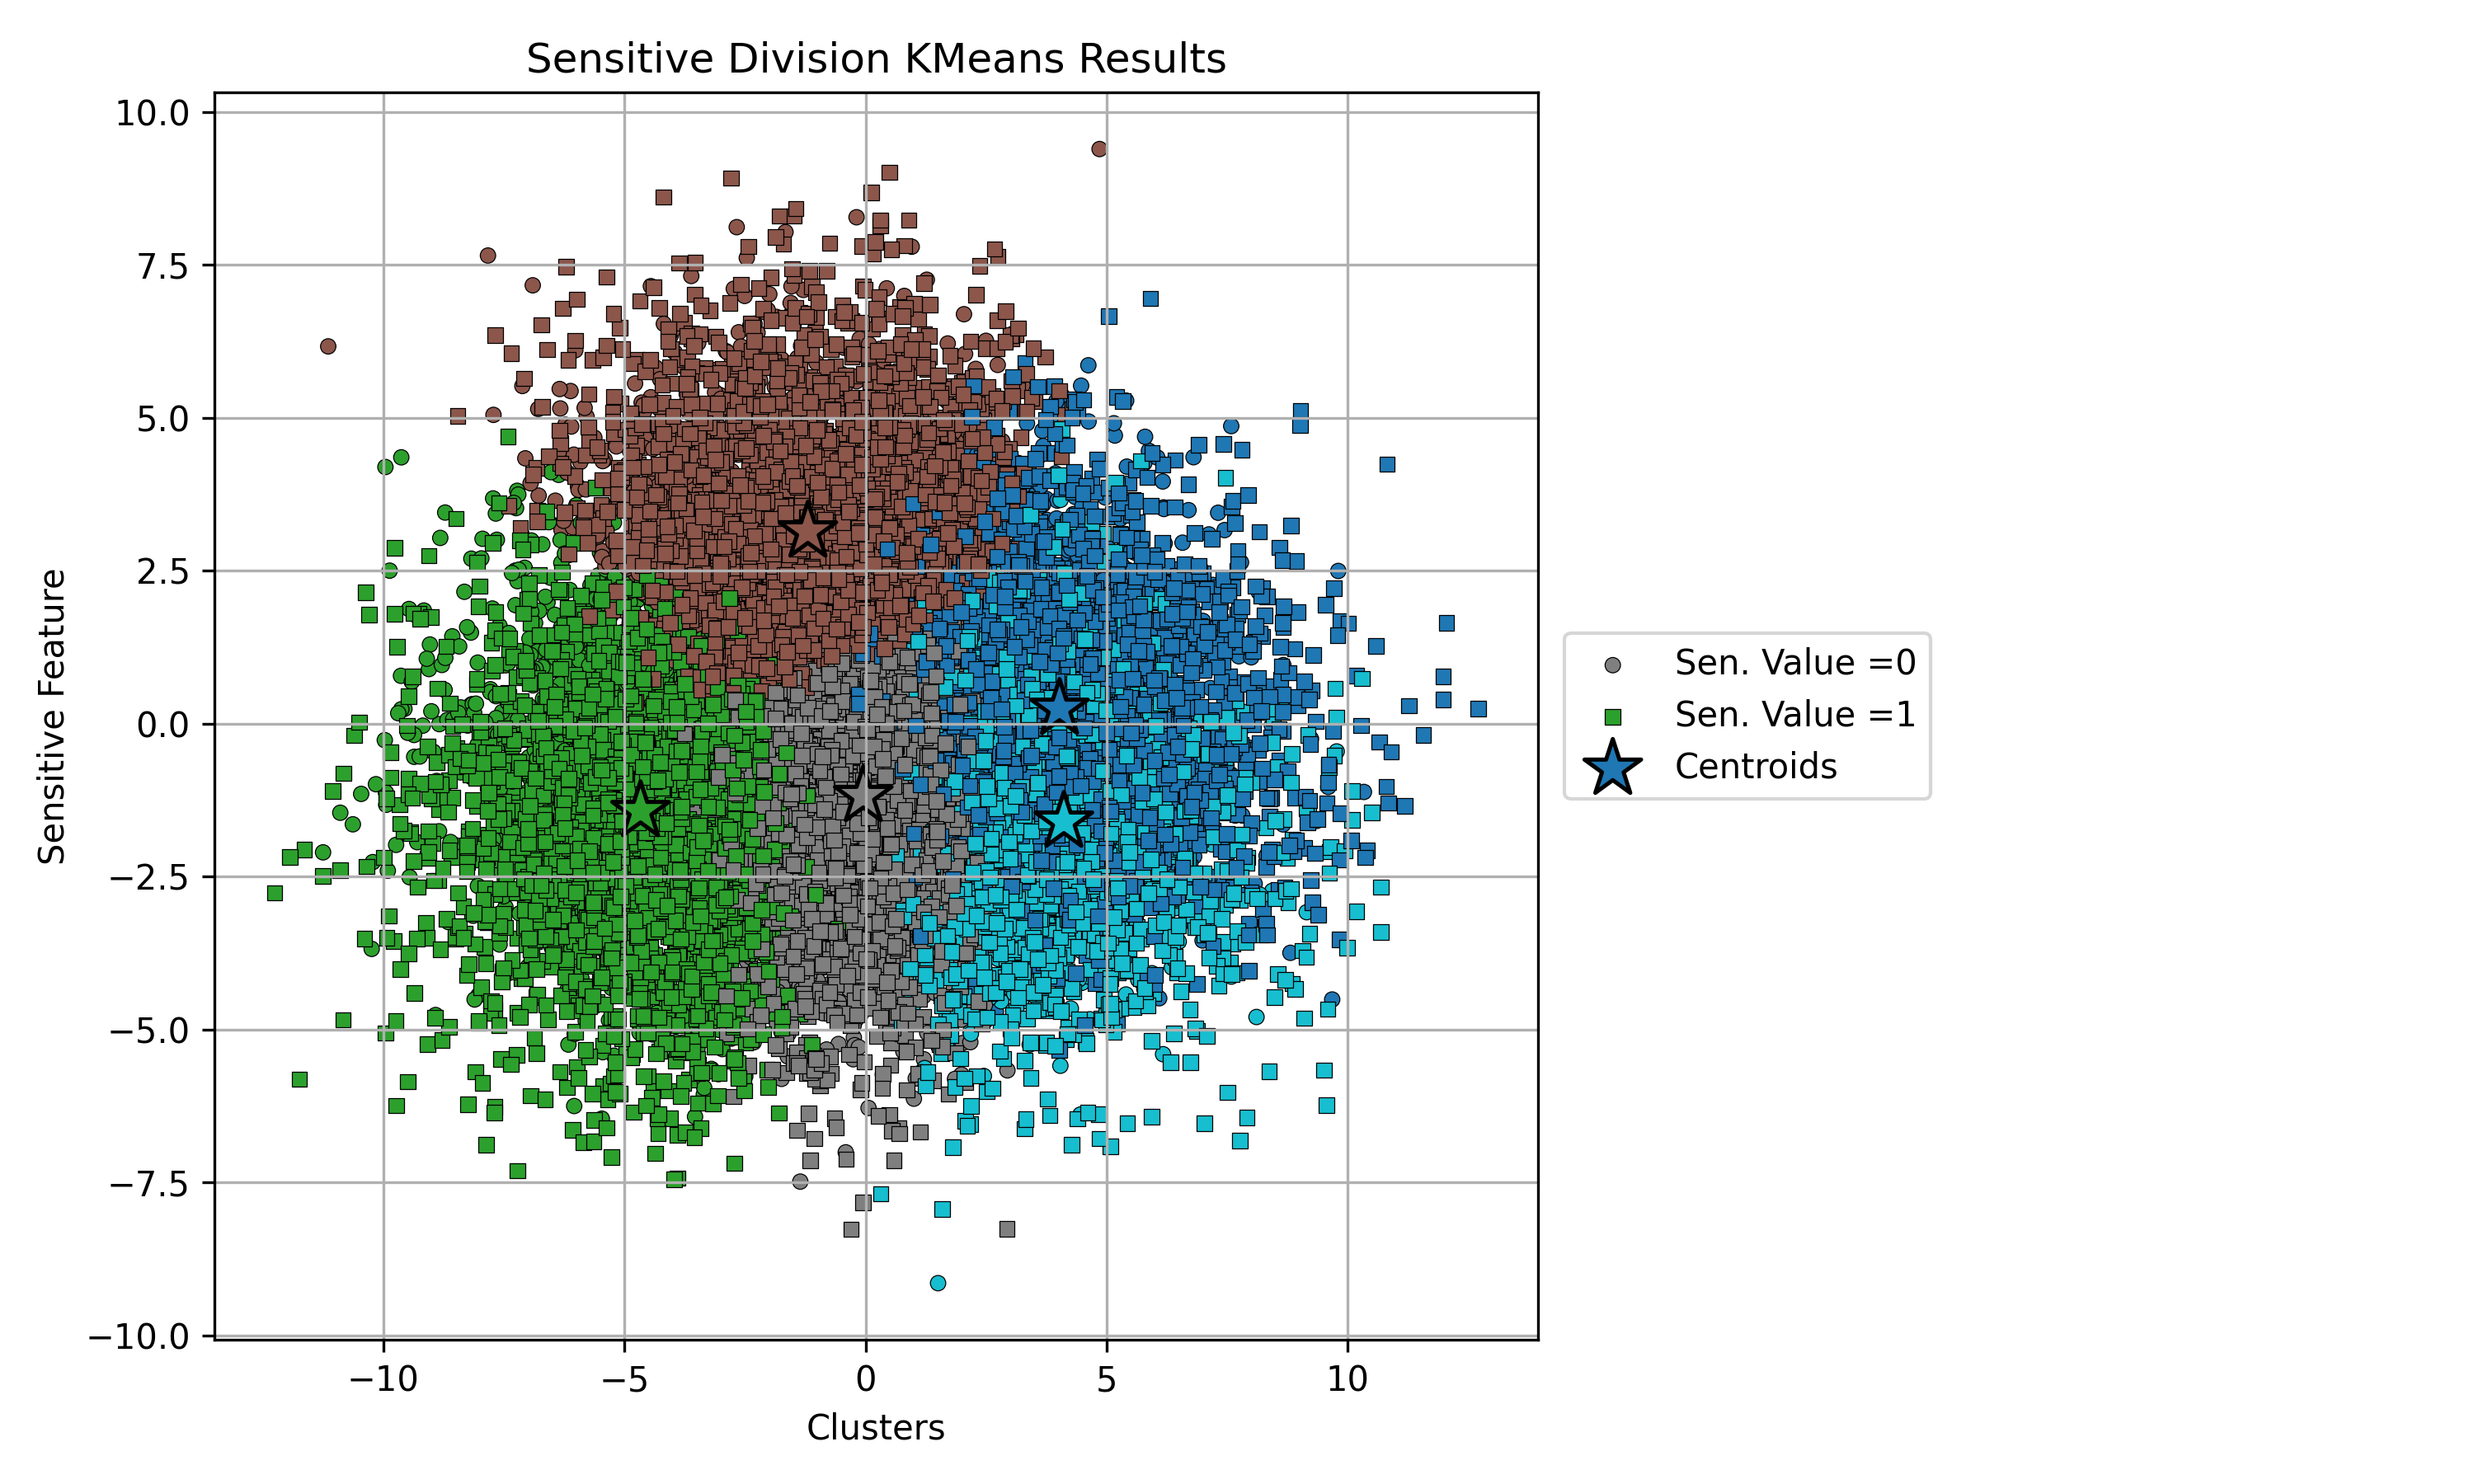 Sensitive Division KMeans Results
10.0
7.5
5.0
2.5
0.0
−2.5
−5.0
−7.5
−10.0
Sensitive Feature
−10 −5 0 5 10
Clusters
Sen. Value =0
Sen. Value =1
Centroids